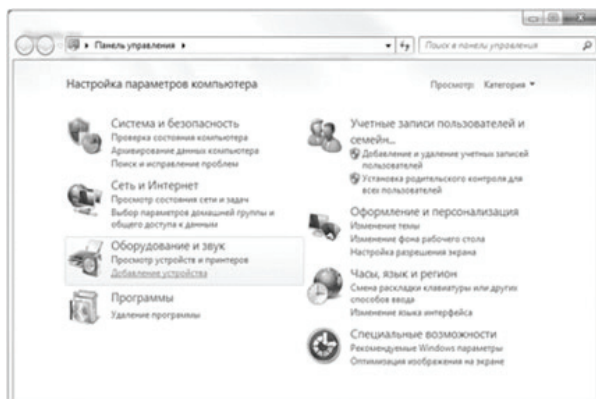 Панель управления
Поиск в панели управления
Настройка параметров компьютера
Просмотр: Категория
Система и безопасность
Проверка состояния компьютера
Архивирование данных компьютера
Поиск и исправление проблем
Сеть и Интернет
Просмотр состояния сети и задач
Выбор параметров домашней группы и
общего доступа к данным
Оборудование и звук
Просмотр устройств и принтеров
Добавление устройства
Программы
Удаление программы
Учетные записи пользователей и
семейн...
Добавление и удаление учетных записей
пользователей
Установка родительского контроля для
всех пользователей
Оформление и персонализация
Изменение темы
Изменение фона рабочего стола
Настройка разрешения экрана
Часы, язык и регион
Смена раскладки клавиатуры или других
способов ввода
Изменение языка интерфейса
Специальные возможности
Рекомендуемые Windows параметры
Оптимизация изображения на экране